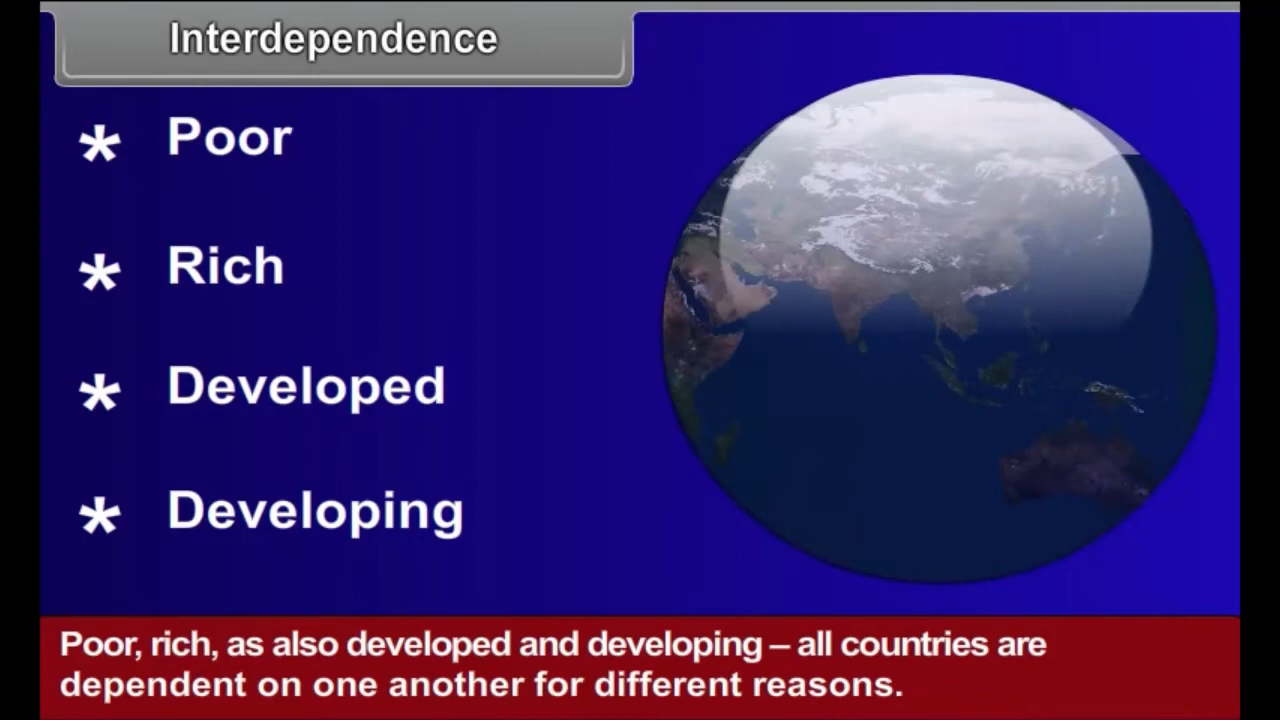 Interdependence
* Poor
* Rich
* Developed
* Developing
Poor, rich, as also developed and developing – all countries are
dependent on one another for different reasons.